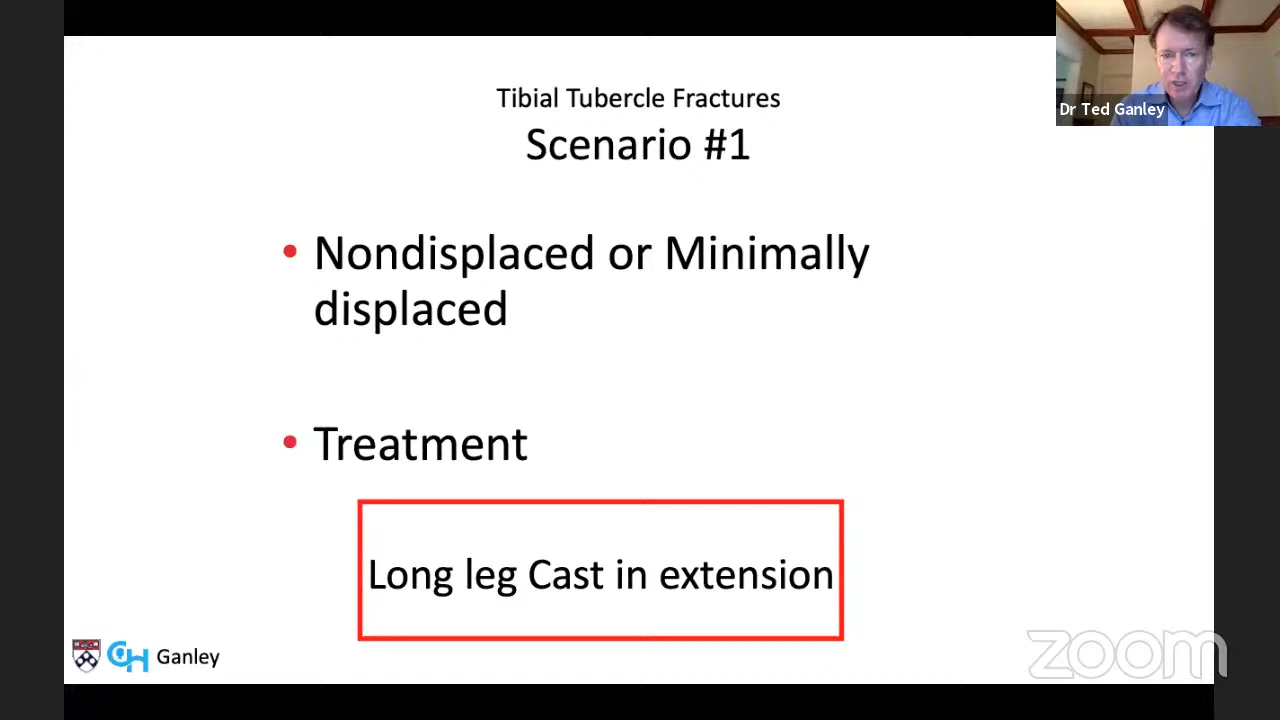 Dr Ted Ganley
Tibial Tubercle Fractures
Scenario #1
• Nondisplaced or Minimally
displaced
• Treatment
Long leg Cast in extension
CH Ganley
zoom